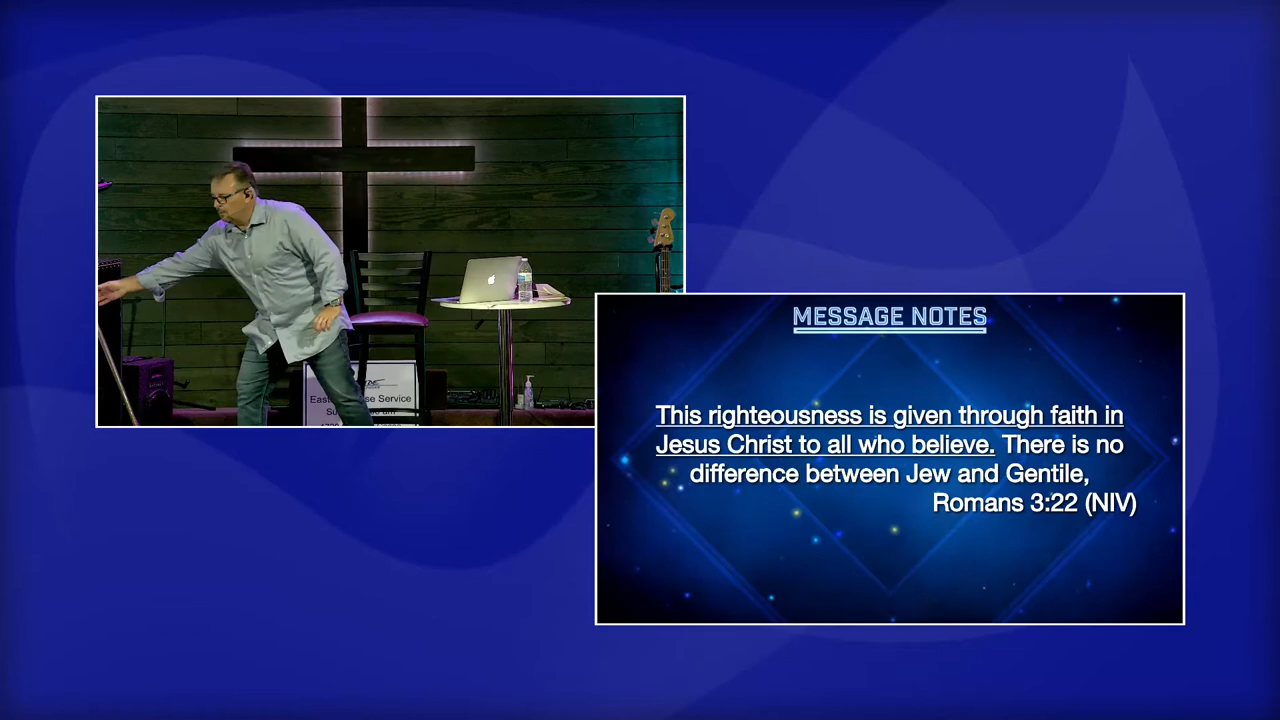 MESSAGE NOTES
This righteousness is given through faith in
Jesus Christ to all who believe. There is no
difference between Jew and Gentile,
Romans 3:22 (NIV)
Service